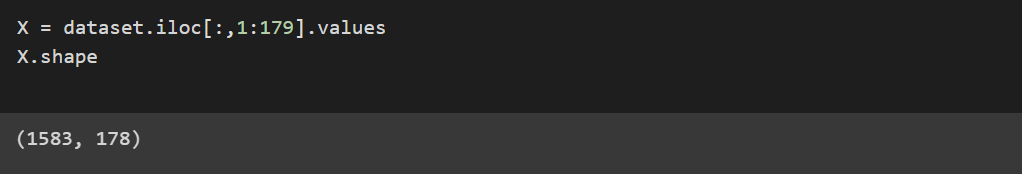 X = dataset.iloc[:,1:179].values
X.shape
(1583, 178)